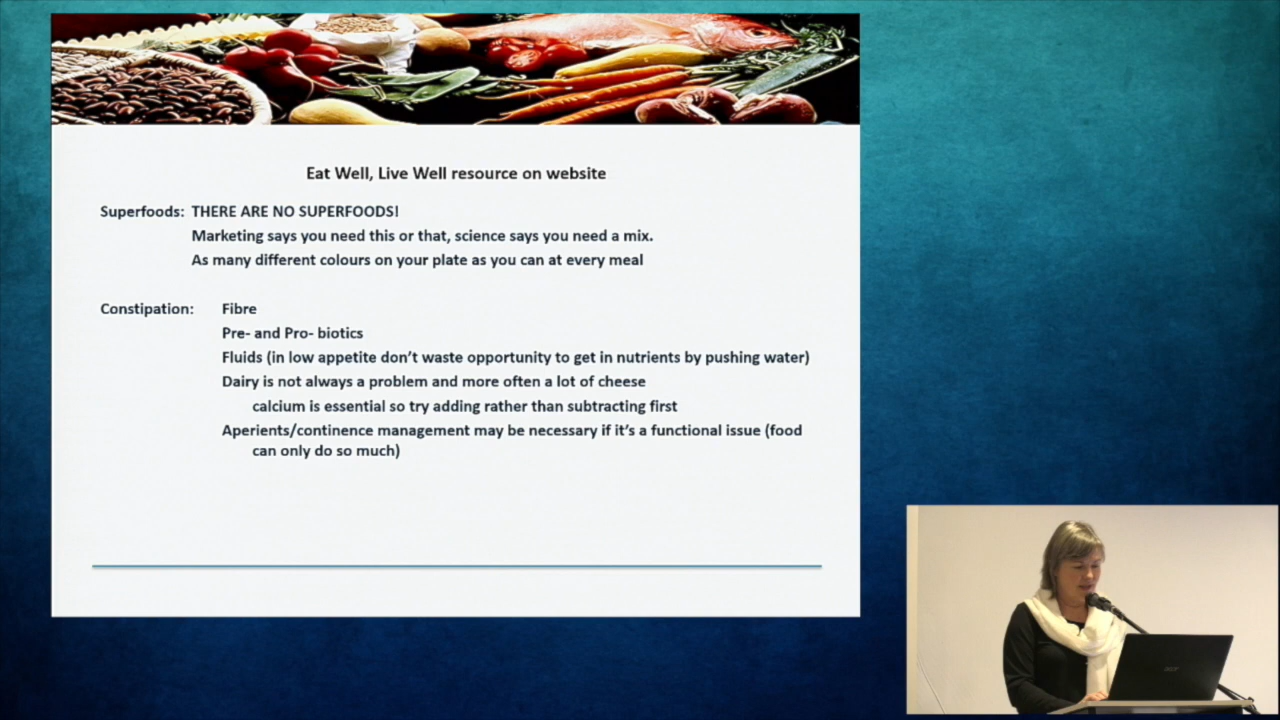 Eat Well, Live Well resource on website
Superfoods: THERE ARE NO SUPERFOODS!
Marketing says you need this or that, science says you need a mix.
As many different colours on your plate as you can at every meal
Constipation: Fibre
Pre- and Pro- biotics
Fluids (in low appetite don't waste opportunity to get in nutrients by pushing water)
Dairy is not always a problem and more often a lot of cheese
calcium is essential so try adding rather than subtracting first
Aperients/continence management may be necessary if it's a functional issue (food
can only do so much)